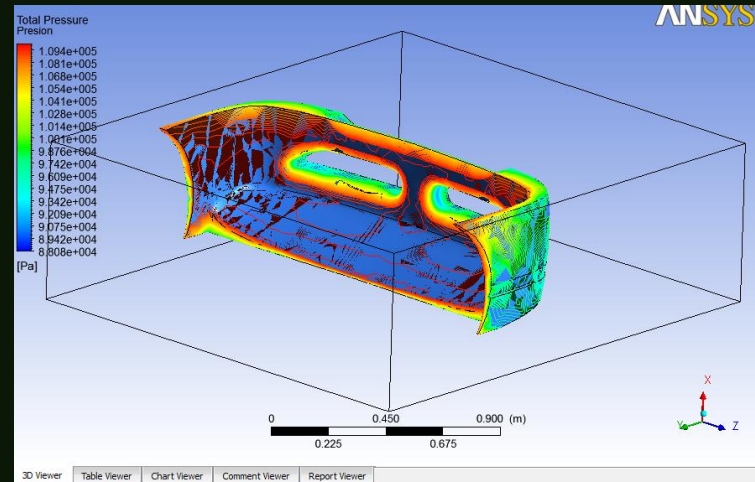 Total Pressure
Presion
1.094e+005
1.081e+005
1.068e+005
1.054e+005
1.041e+005
1.028e+005
1.014e+005
1.001e+005
9.876e+004
9.742e+004
9.609e+004
9.475e+004
9.342e+004
9.209e+004
9.075e+004
8.942e+004
8.808e+004
[Pa]
ANSYS
0 0.450 0.900 (m)
0.225 0.675
X
Y Z
3D Viewer Table Viewer Chart Viewer Comment Viewer Report Viewer